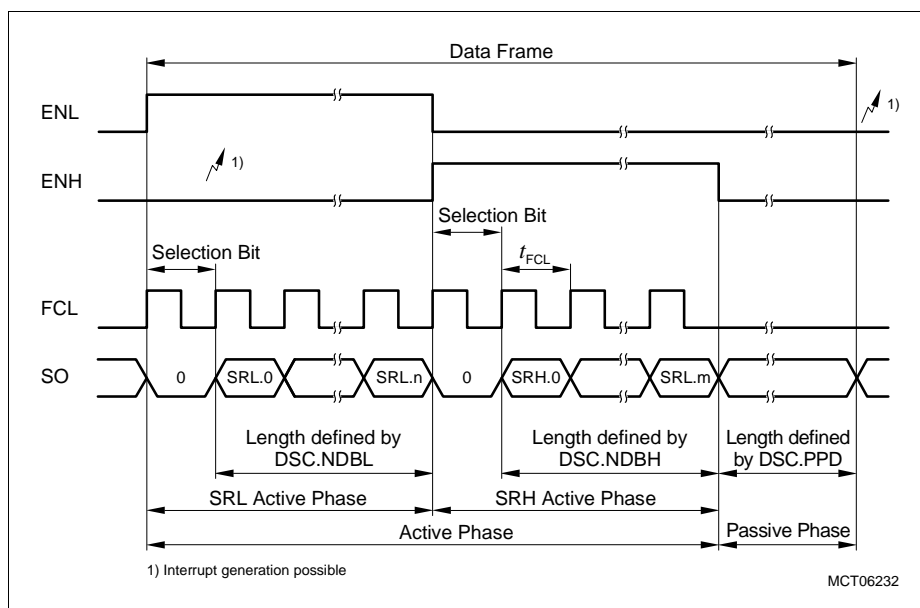 Data Frame
ENL
1)
1)
ENH
Selection Bit
Selection Bit
tFCL
FCL
SO
0
SRL.0
SRL.n
0
SRH.0
SRL.m
Length defined by
DSC.NDBL
Length defined by
DSC.NDBH
Length defined
by DSC.PPD
SRL Active Phase
SRH Active Phase
Active Phase
Passive Phase
1) Interrupt generation possible
MCT06232